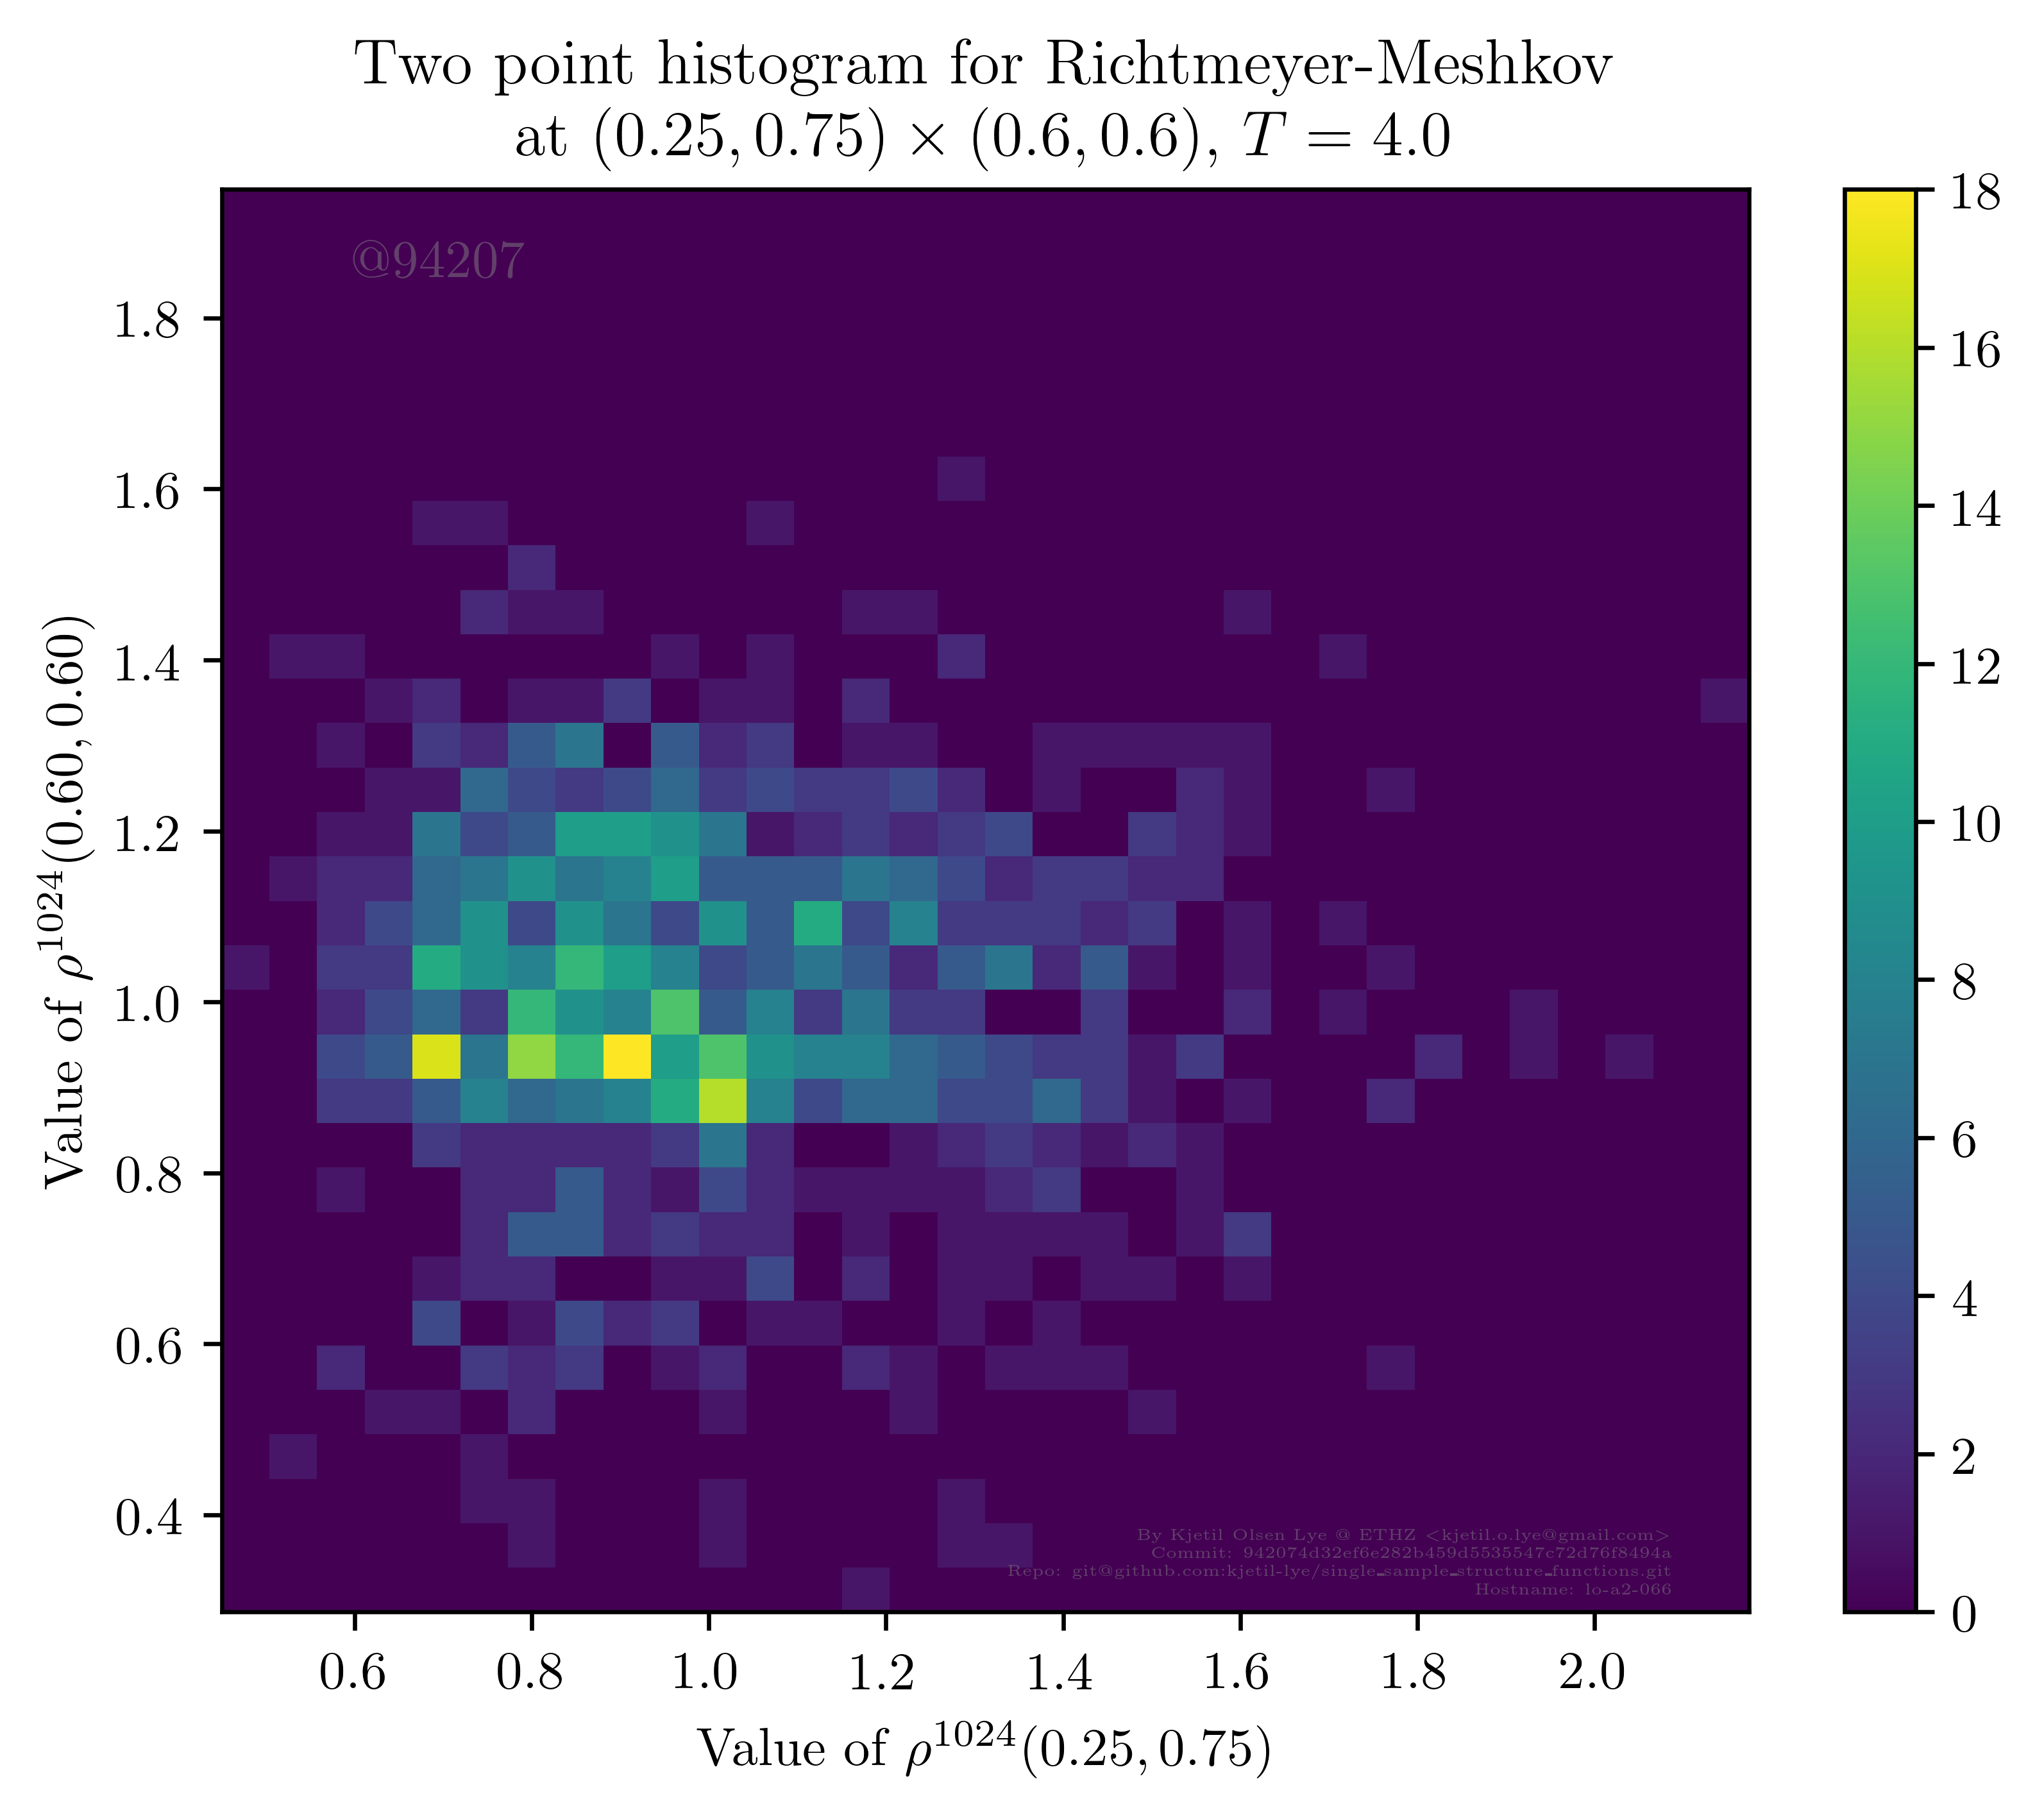 Two point histogram for Richtmeyer-Meshkov
at (0.25, 0.75) × (0.6, 0.6), T = 4.0
@94207
1.8
1.6
1.4
1.2
1.0
0.8
0.6
0.4
Value of ρ¹⁰²⁴(0.60, 0.60)
By Kjetil Olsen Lye @ ETHZ <kjetil.o.lye@gmail.com>
Commit: 942074d32ef6e282b459d5535547c72d76f8494a
Repo: git@github.com:kjetil-lye/single_sample_structure_functions.git
Hostname: lo-a2-066
0.6 0.8 1.0 1.2 1.4 1.6 1.8 2.0
Value of ρ¹⁰²⁴(0.25, 0.75)
18
16
14
12
10
8
6
4
2
0